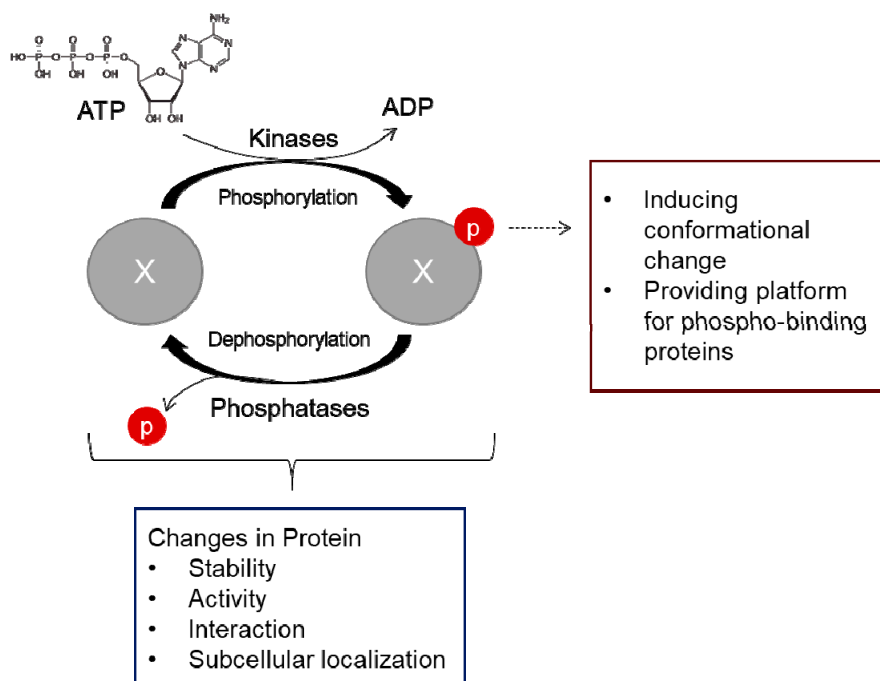 NH₂
N
N
N
N
O
O
O
HO-P-O-P-O-P-O
OH
OH
OH
O
OH OH
ATP
ADP
Kinases
Phosphorylation
X
X
p
Dephosphorylation
Phosphatases
p
• Inducing
conformational
change
• Providing platform
for phospho-binding
proteins
Changes in Protein
• Stability
• Activity
• Interaction
• Subcellular localization